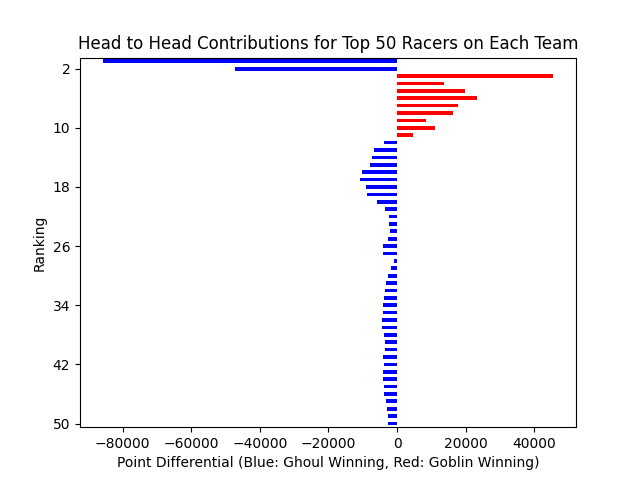 Head to Head Contributions for Top 50 Racers on Each Team
Ranking
2
10
18
26
34
42
50
−80000 −60000 −40000 −20000 0 20000 40000
Point Differential (Blue: Ghoul Winning, Red: Goblin Winning)